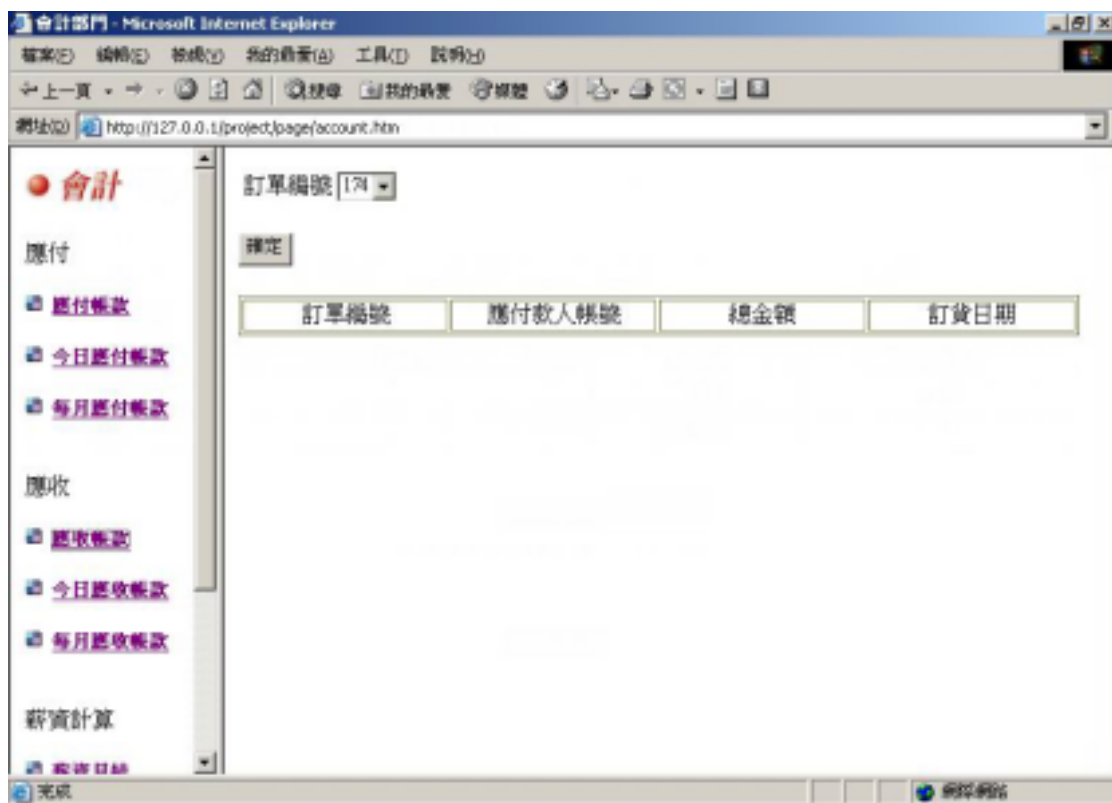 會計部門 - Microsoft Internet Explorer
檔案(F) 編輯(E) 檢視(V) 我的最愛(A) 工具(T) 說明(H)
上一頁 搜尋 我的最愛 媒體
網址(D) http://127.0.0.1/project/page/account.htm
會計
應付
應付帳款
今日應付帳款
每月應付帳款
應收
應收帳款
今日應收帳款
每月應收帳款
薪資計算
訂單編號 174
確定
訂單編號 應付款人帳號 總金額 訂貨日期
完成 網際網路